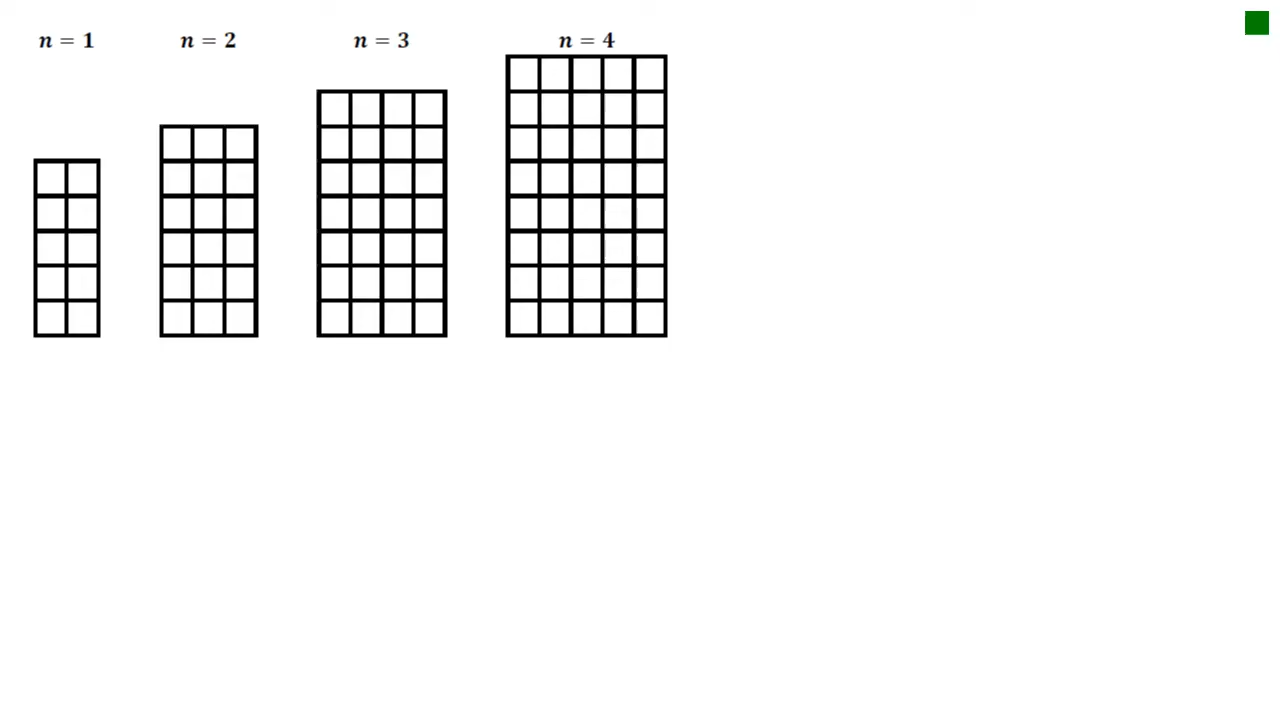 n = 1 n = 2 n = 3 n = 4